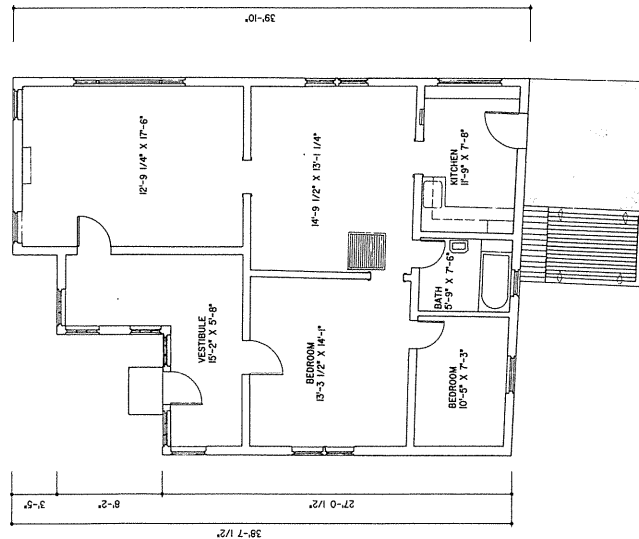 39'-10"
12'-9 1/4" X 17'-6"
14'-9 1/2" X 13'-1 1/4"
KITCHEN
11'-9" X 7'-8"
BATH
5'-9" X 7'-6"
VESTIBULE
15'-2" X 5'-8"
BEDROOM
13'-3 1/2" X 14'-1"
BEDROOM
10'-5" X 7'-3"
3'-5"
8'-2"
27'-0 1/2"
38'-7 1/2"